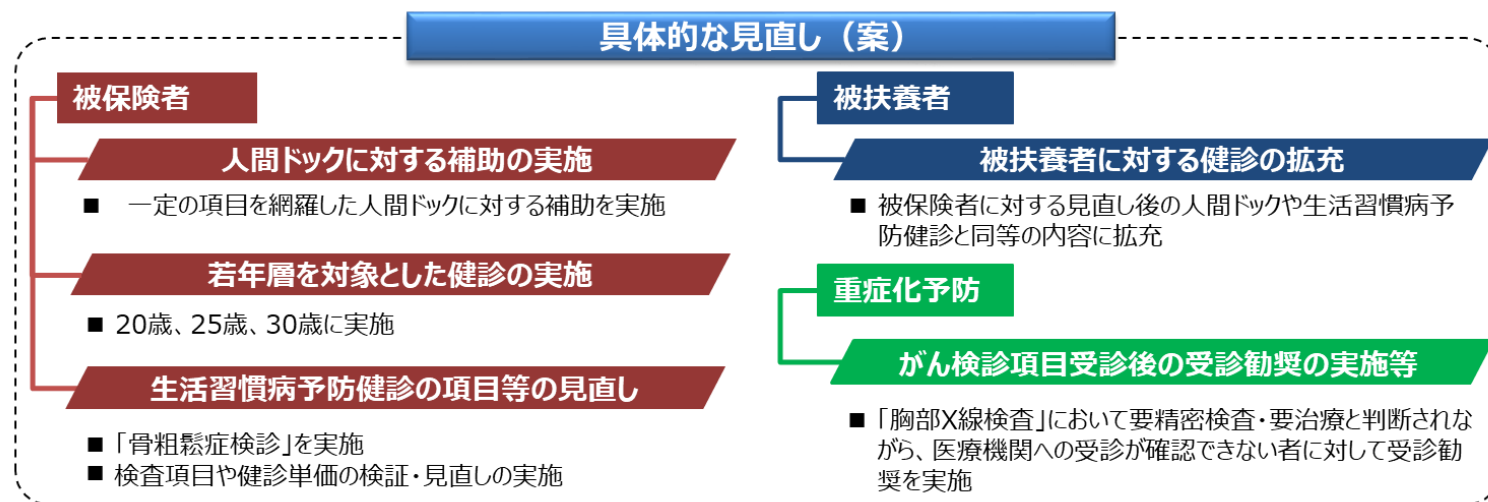 具体的な見直し（案）
被保険者
人間ドックに対する補助の実施
■ 一定の項目を網羅した人間ドックに対する補助を実施
若年層を対象とした健診の実施
■ 20歳、25歳、30歳に実施
生活習慣病予防健診の項目等の見直し
■ 「骨粗鬆症検診」を実施
■ 検査項目や健診単価の検証・見直しの実施
被扶養者
被扶養者に対する健診の拡充
■ 被保険者に対する見直し後の人間ドックや生活習慣病予
防健診と同等の内容に拡充
重症化予防
がん検診項目受診後の受診勧奨の実施等
■ 「胸部X線検査」において要精密検査・要治療と判断されな
がら、医療機関への受診が確認できない者に対して受診勧
奨を実施